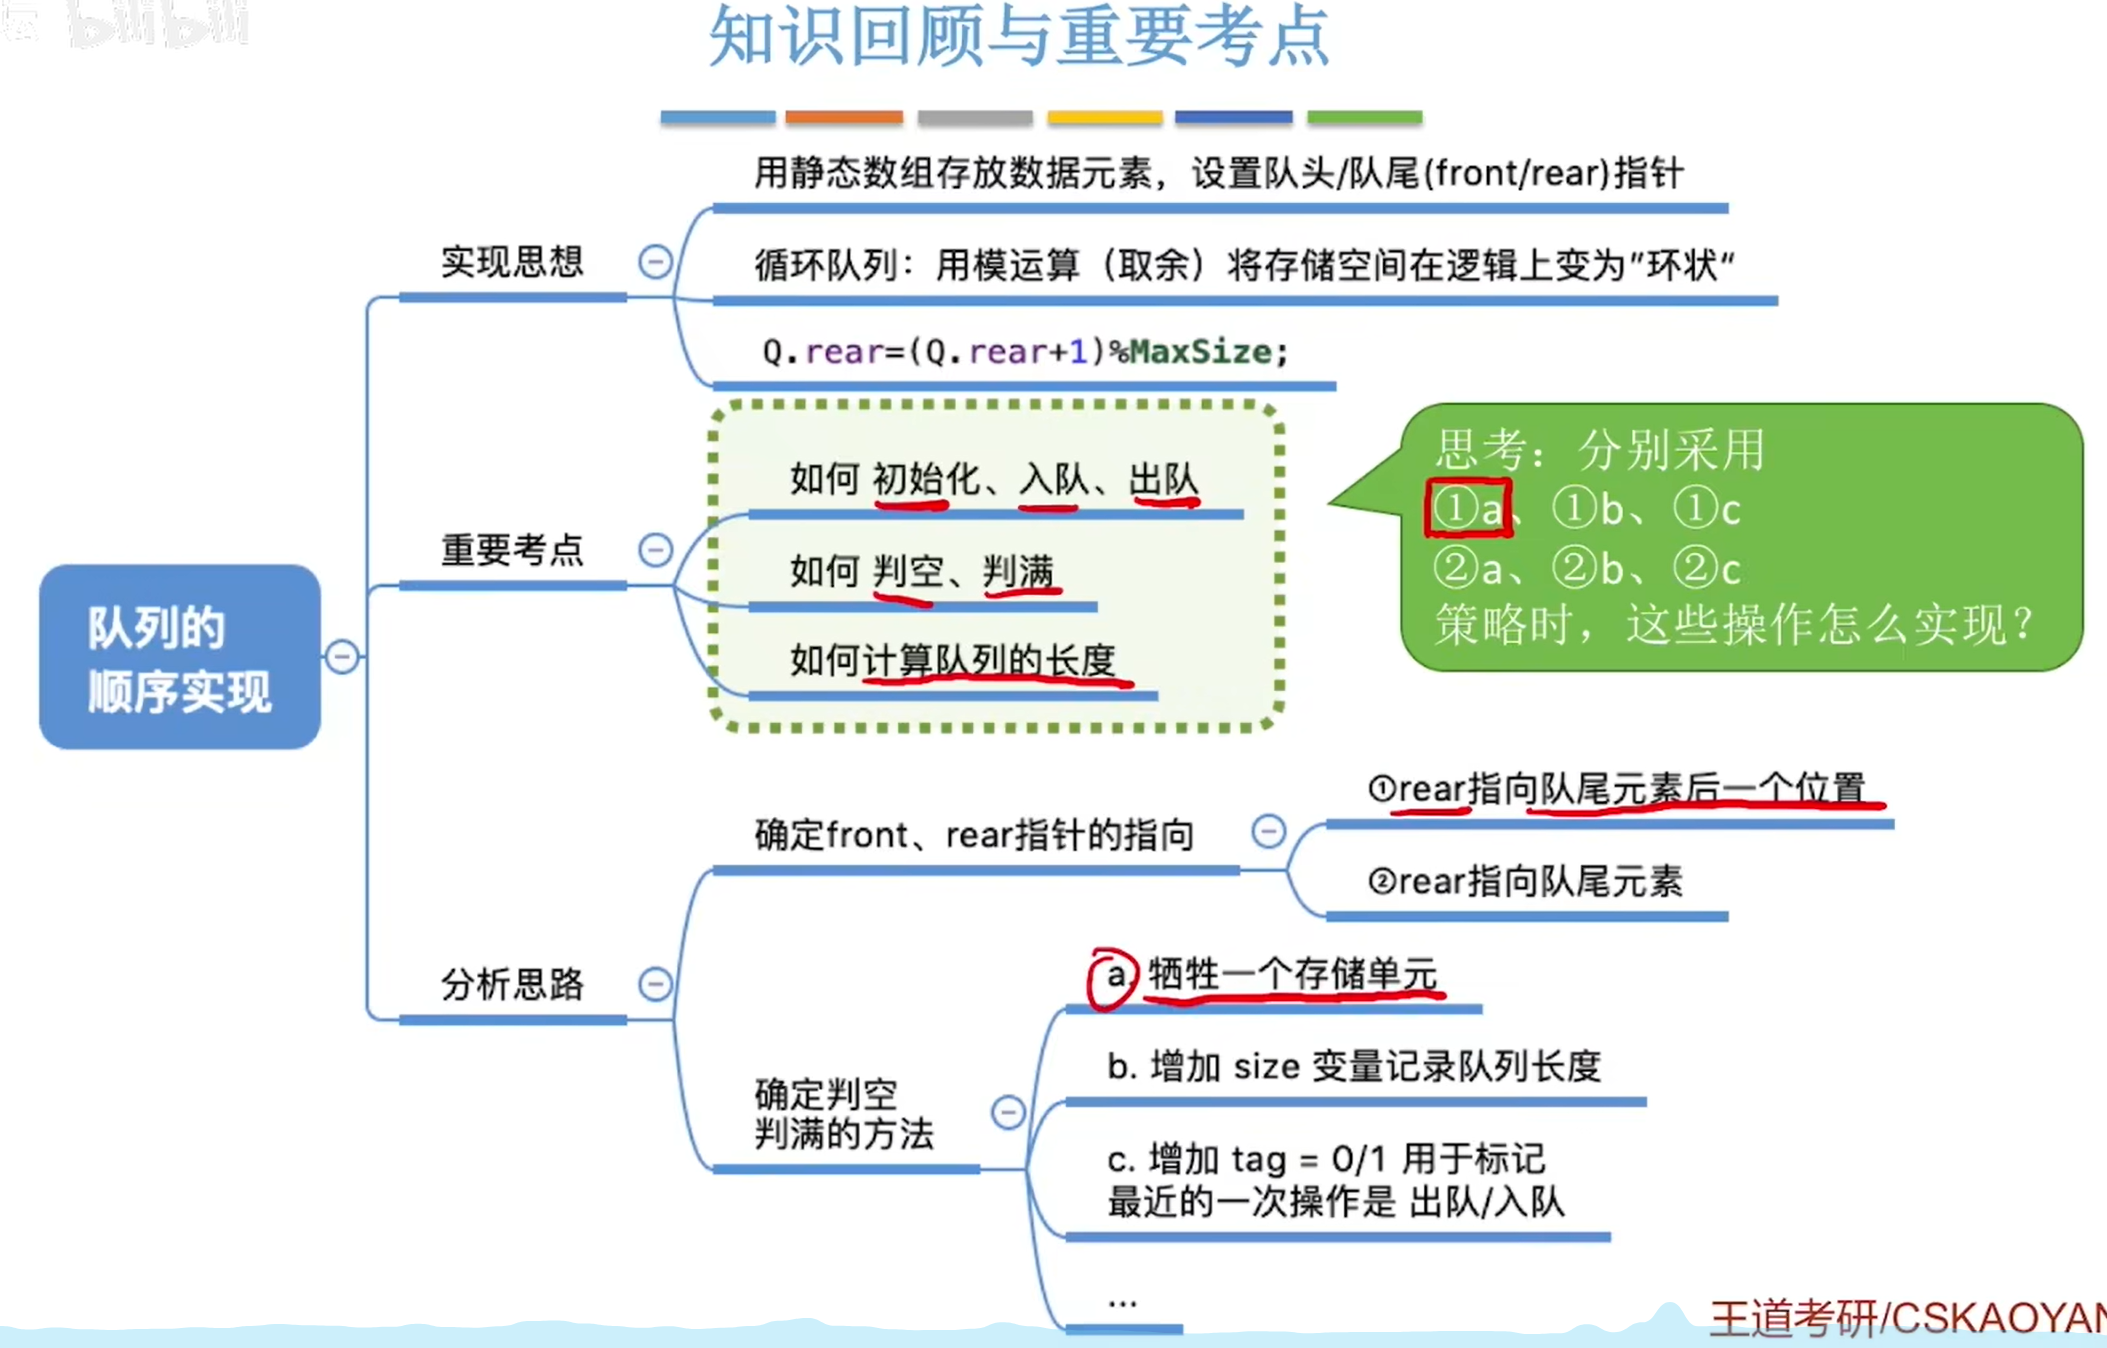 bilibili
知识回顾与重要考点
用静态数组存放数据元素，设置队头/队尾(front/rear)指针
实现思想
循环队列：用模运算（取余）将存储空间在逻辑上变为"环状"
Q.rear=(Q.rear+1)%MaxSize;
如何 初始化、入队、出队
重要考点
如何 判空、判满
如何计算队列的长度
思考：分别采用
①a、①b、①c
②a、②b、②c
策略时，这些操作怎么实现？
队列的
顺序实现
①rear指向队尾元素后一个位置
确定front、rear指针的指向
②rear指向队尾元素
分析思路
a. 牺牲一个存储单元
b. 增加 size 变量记录队列长度
确定判空
判满的方法
c. 增加 tag = 0/1 用于标记
最近的一次操作是 出队/入队
...
王道考研/CSKAOYAN